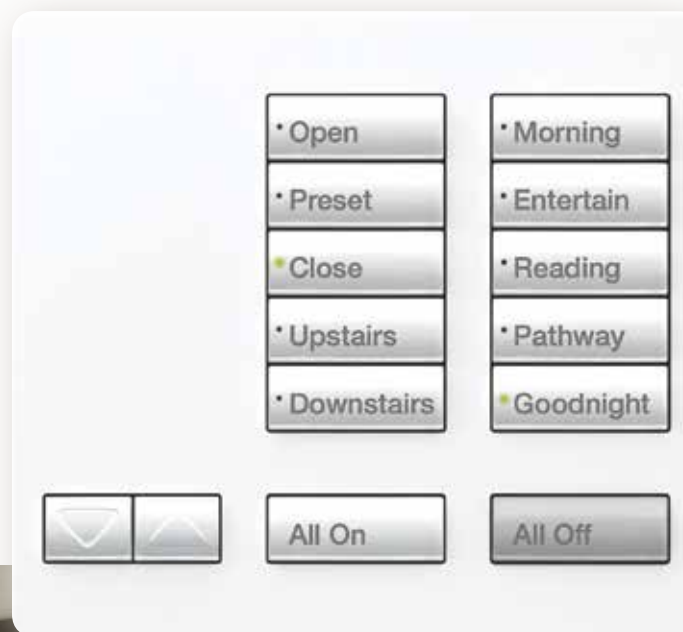 Open
Preset
Close
Upstairs
Downstairs
Morning
Entertain
Reading
Pathway
Goodnight
All On
All Off